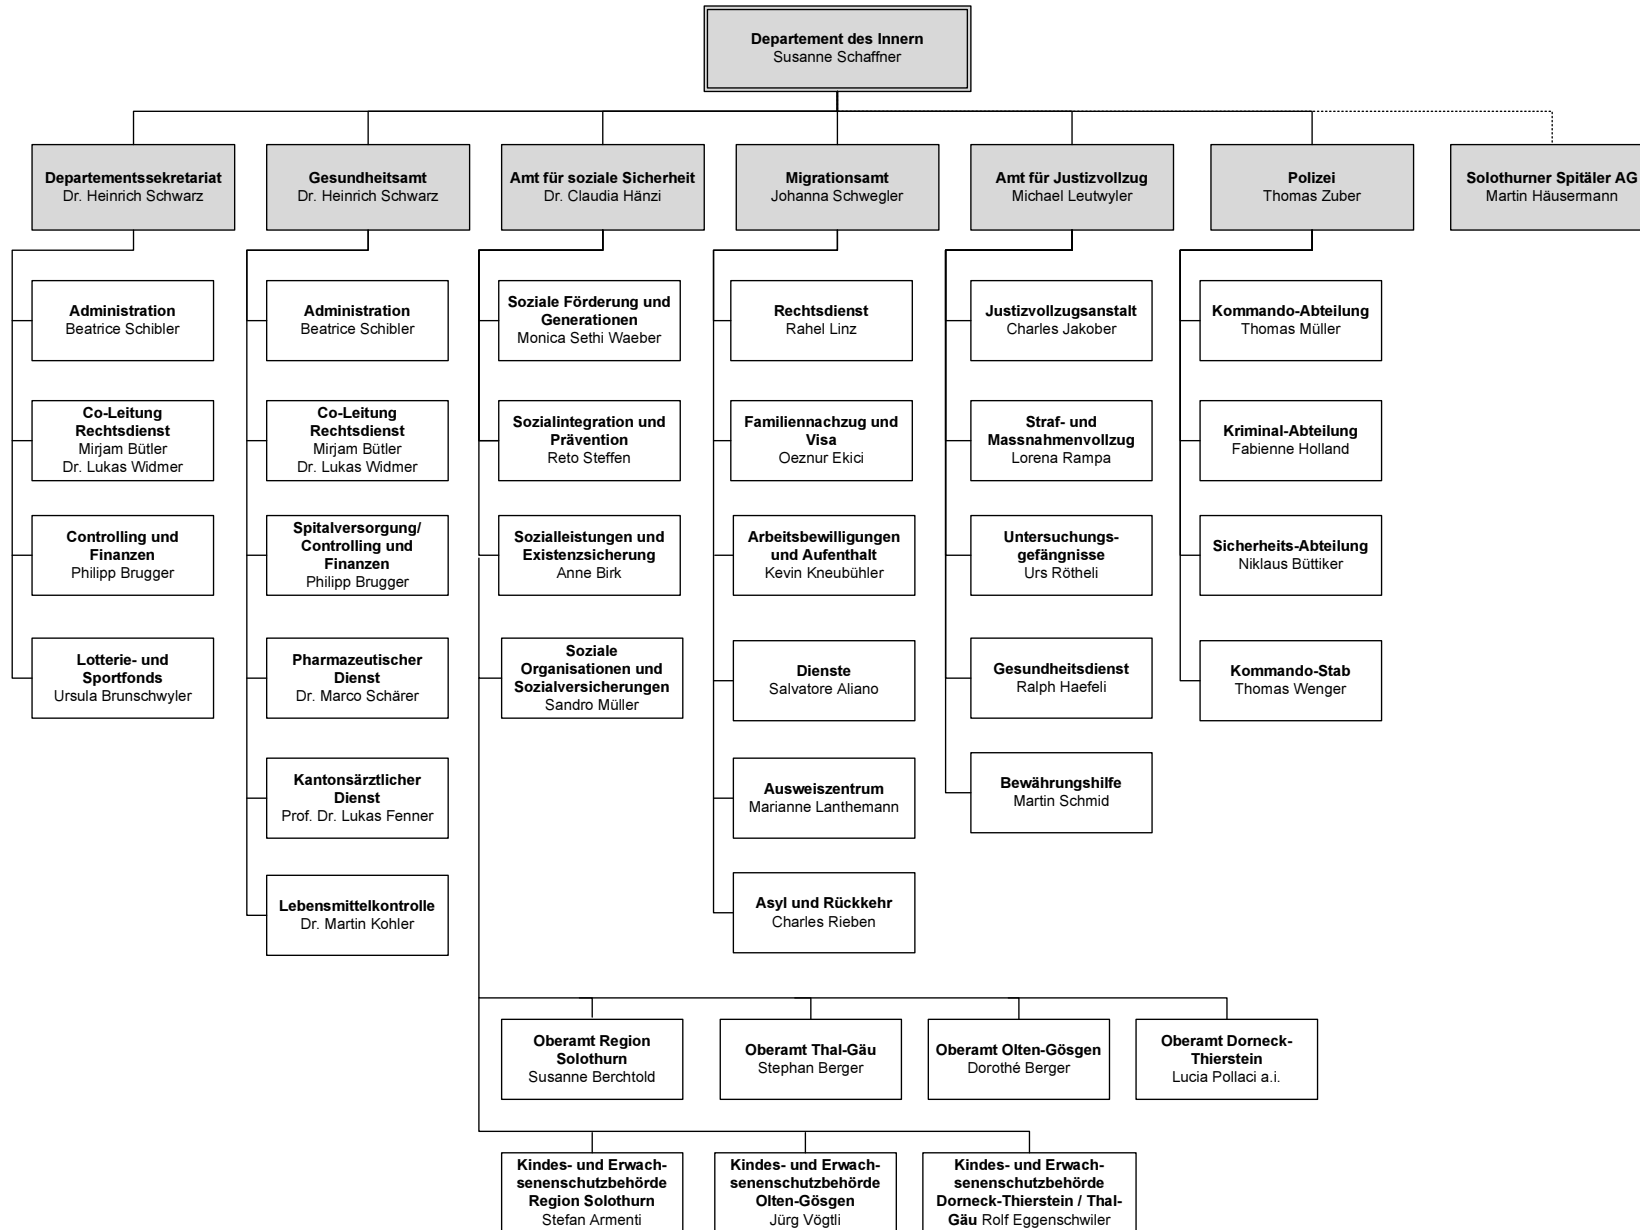 Departement des Innern
Susanne Schaffner
Departementssekretariat
Dr. Heinrich Schwarz
Gesundheitsamt
Dr. Heinrich Schwarz
Amt für soziale Sicherheit
Dr. Claudia Hänzi
Migrationsamt
Johanna Schwegler
Amt für Justizvollzug
Michael Leutwyler
Polizei
Thomas Zuber
Solothurner Spitäler AG
Martin Häusermann
Administration
Beatrice Schibler
Co-Leitung
Rechtsdienst
Mirjam Bütler
Dr. Lukas Widmer
Controlling und
Finanzen
Philipp Brugger
Lotterie- und
Sportfonds
Ursula Brunschwyler
Administration
Beatrice Schibler
Co-Leitung
Rechtsdienst
Mirjam Bütler
Dr. Lukas Widmer
Spitalversorgung/
Controlling und
Finanzen
Philipp Brugger
Pharmazeutischer
Dienst
Dr. Marco Schärer
Kantonsärztlicher
Dienst
Prof. Dr. Lukas Fenner
Lebensmittelkontrolle
Dr. Martin Kohler
Soziale Förderung und
Generationen
Monica Sethi Waeber
Sozialintegration und
Prävention
Reto Steffen
Sozialleistungen und
Existenzsicherung
Anne Birk
Soziale
Organisationen und
Sozialversicherungen
Sandro Müller
Rechtsdienst
Rahel Linz
Familiennachzug und
Visa
Oeznur Ekici
Arbeitsbewilligungen
und Aufenthalt
Kevin Kneubühler
Dienste
Salvatore Aliano
Ausweiszentrum
Marianne Lanthemann
Asyl und Rückkehr
Charles Rieben
Justizvollzugsanstalt
Charles Jakober
Straf- und
Massnahmenvollzug
Lorena Rampa
Untersuchungs-
gefängnisse
Urs Rötheli
Gesundheitsdienst
Ralph Haefeli
Bewährungshilfe
Martin Schmid
Kommando-Abteilung
Thomas Müller
Kriminal-Abteilung
Fabienne Holland
Sicherheits-Abteilung
Niklaus Büttiker
Kommando-Stab
Thomas Wenger
Oberamt Region
Solothurn
Susanne Berchtold
Oberamt Thal-Gäu
Stephan Berger
Oberamt Olten-Gösgen
Dorothé Berger
Oberamt Dorneck-
Thierstein
Lucia Pollaci a.i.
Kindes- und Erwach-
senenschutzbehörde
Region Solothurn
Stefan Armenti
Kindes- und Erwach-
senenschutzbehörde
Olten-Gösgen
Jürg Vögtli
Kindes- und Erwach-
senenschutzbehörde
Dorneck-Thierstein / Thal-
Gäu Rolf Eggenschwiler